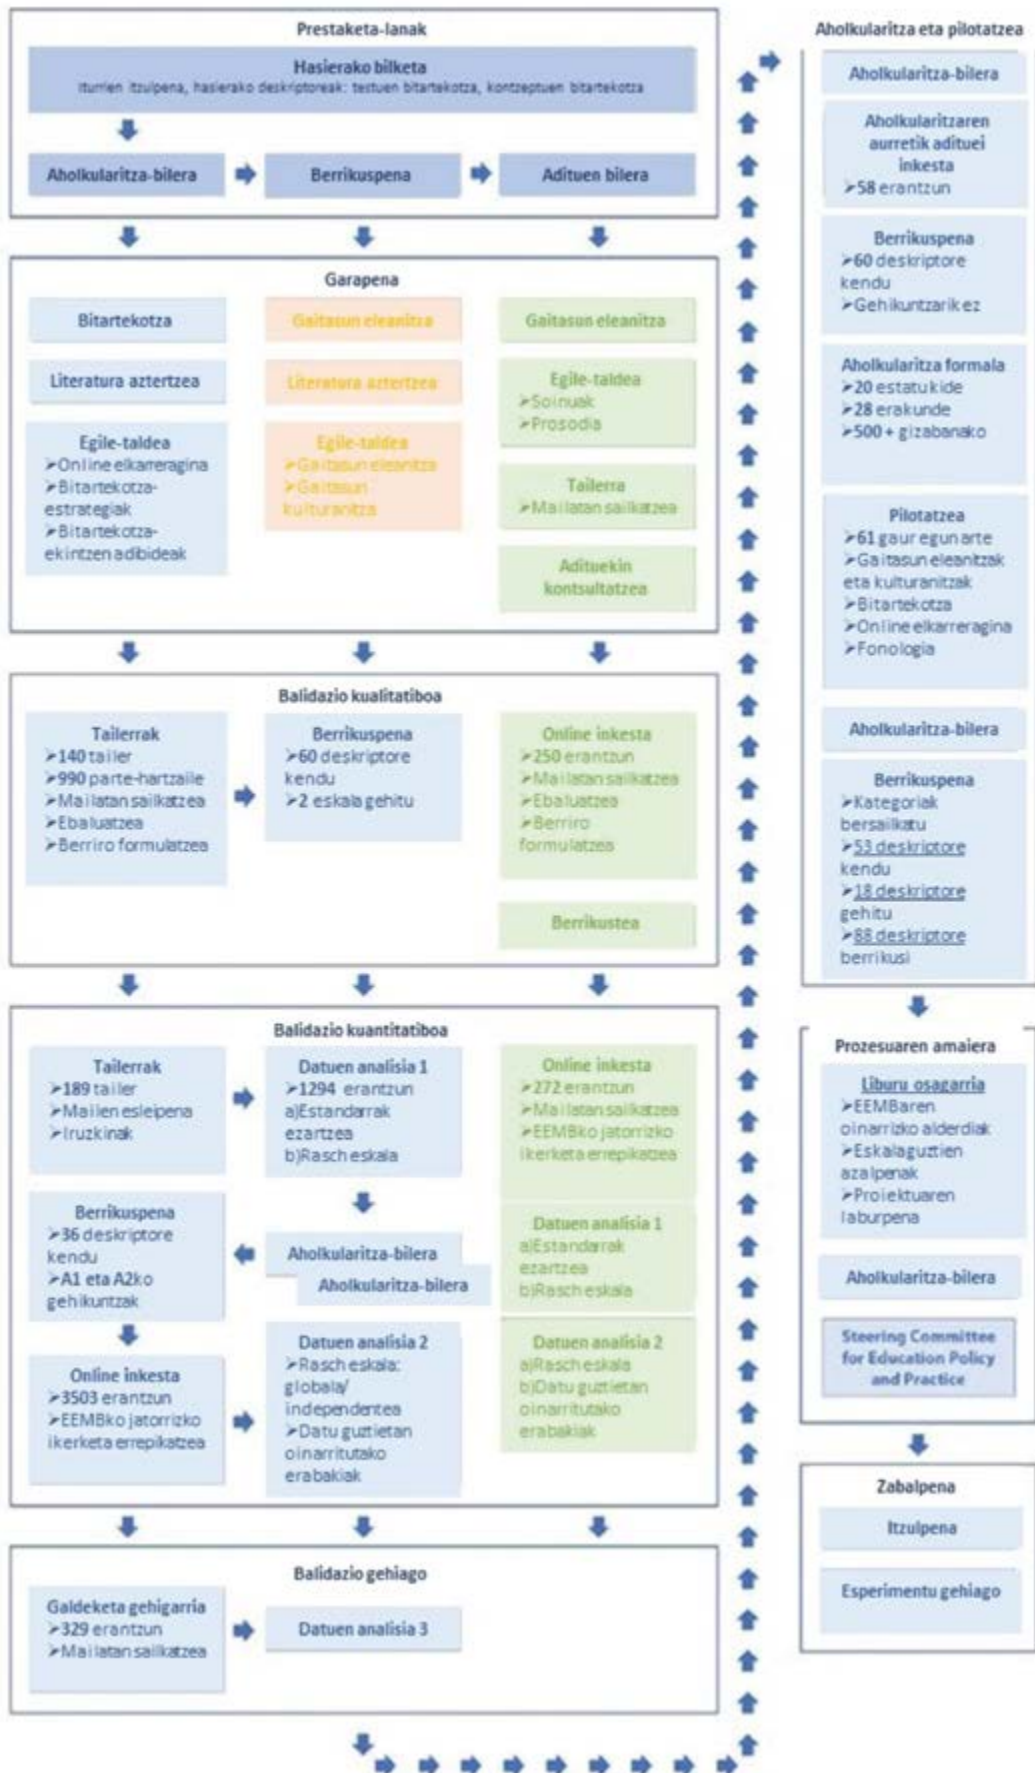 Prestaketa-lanak
Hasierako bilketa
Iturrien itzulpena, hasierako deskriptoreak: testuen bitartekotza, kontzeptuen bitartekotza
Aholkularitza-bilera
Berrikuspena
Adituen bilera
Garapena
Bitartekotza
Literatura aztertzea
Egile-taldea
➢Online elkarreragina
➢Bitartekotza-
estrategiak
➢Bitartekotza-
ekintzen adibideak
Gaitasun eleanitza
Literatura aztertzea
Egile-taldea
➢Gaitasun eleanitza
➢Gaitasun
kulturanitza
Gaitasun eleanitza
Egile-taldea
➢Soinuak
➢Prosodia
Tailerra
➢Mailatan sailkatzea
Adituekin
kontsultatzea
Balidazio kualitatiboa
Tailerrak
➢140 tailer
➢990 parte-hartzaile
➢Mailatan sailkatzea
➢Ebaluatzea
➢Berriro formulatzea
Berrikuspena
➢60 deskriptore
kendu
➢2 eskala gehitu
Online inkesta
➢250 erantzun
➢Mailatan sailkatzea
➢Ebaluatzea
➢Berriro
formulatzea
Berrikustea
Balidazio kuantitatiboa
Tailerrak
➢189 tailer
➢Mailen esleipena
➢Iruzkinak
Datuen analisia 1
➢1294 erantzun
a)Estandarrak
ezartzea
b)Rasch eskala
Berrikuspena
➢36 deskriptore
kendu
➢A1 eta A2ko
gehikuntzak
Aholkularitza-bilera
Aholkularitza-bilera
Online inkesta
➢3503 erantzun
➢EEMBko jatorrizko
ikerketa errepikatzea
Datuen analisia 2
➢Rasch eskala:
globala/
independentea
➢Datu guztietan
oinarritutako
erabakiak
Online inkesta
➢272 erantzun
➢Mailatan sailkatzea
➢EEMBko jatorrizko
ikerketa errepikatzea
Datuen analisia 1
a)Estandarrak
ezartzea
b)Rasch eskala
Datuen analisia 2
a)Rasch eskala
b)Datu guztietan
oinarritutako
erabakiak
Balidazio gehiago
Galdeketa gehigarria
➢329 erantzun
➢Mailatan sailkatzea
Datuen analisia 3
Aholkularitza eta pilotatzea
Aholkularitza-bilera
Aholkularitzaren
aurretik adituei
inkesta
➢58 erantzun
Berrikuspena
➢60 deskriptore
kendu
➢Gehikuntzarik ez
Aholkularitza formala
➢20 estatu kide
➢28 erakunde
➢500+ gizabanako
Pilotatzea
➢61 gaur egun arte
➢Gaitasun eleanitzak
eta kulturanitzak
➢Bitartekotza
➢Online elkarreragina
➢Fonologia
Aholkularitza-bilera
Berrikuspena
➢Kategoriak
bersailkatu
➢53 deskriptore
kendu
➢18 deskriptore
gehitu
➢88 deskriptore
berrikusi
Prozesuaren amaiera
Liburu osagarria
➢EEMBaren
oinarrizko alderdiak
➢Eskala guztien
azalpenak
➢Proiektuaren
laburpena
Aholkularitza-bilera
Steering Committee
for Education Policy
and Practice
Zabalpena
Itzulpena
Esperimentu gehiago